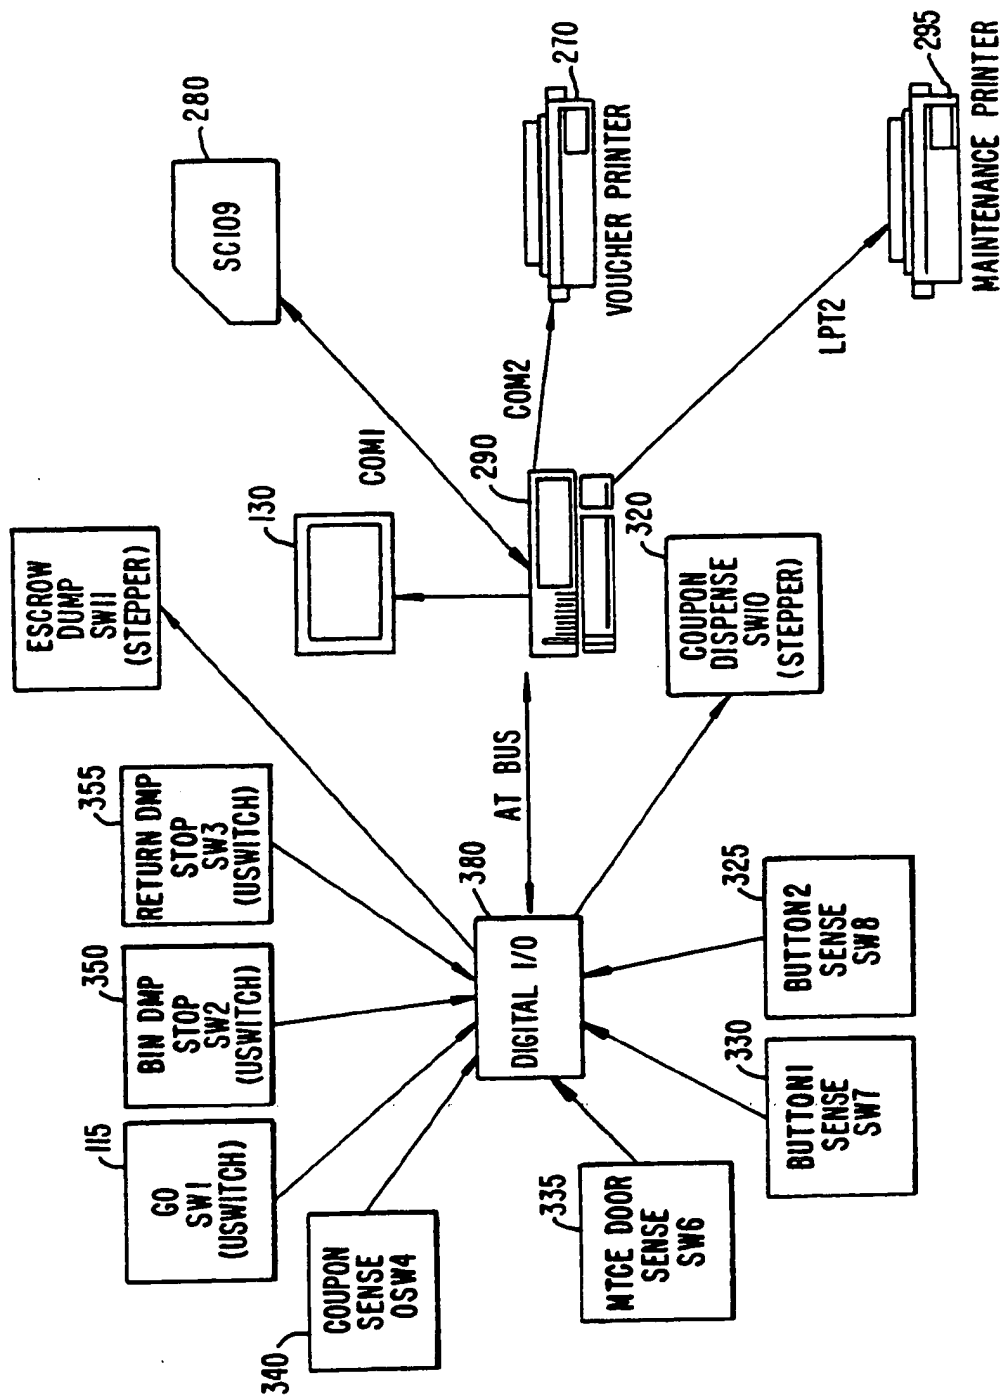 ESCROW
DUMP
SW11
(STEPPER)
355
RETURN DMP
STOP
SW3
(USWITCH)
350
BIN DMP
STOP
SW2
(USWITCH)
115
GO
SW1
(USWITCH)
340
COUPON
SENSE
OSW4
335
MTCE DOOR
SENSE
SW6
330
BUTTON1
SENSE
SW7
325
BUTTON2
SENSE
SW8
380
DIGITAL I/O
AT BUS
320
COUPON
DISPENSE
SW10
(STEPPER)
130
290
COM1
280
SC109
COM2
270
VOUCHER PRINTER
LPT2
295
MAINTENANCE PRINTER